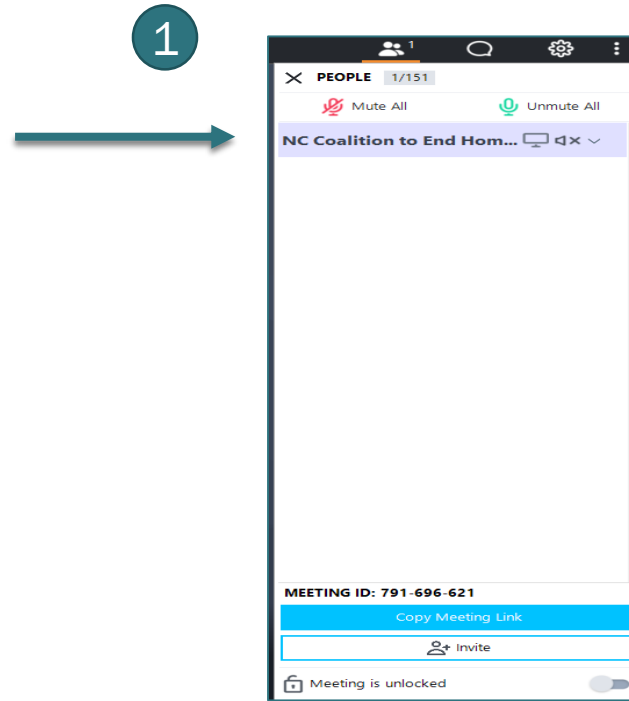 1
1
PEOPLE 1/151
Mute All Unmute All
NC Coalition to End Hom...
MEETING ID: 791-696-621
Copy Meeting Link
Invite
Meeting is unlocked